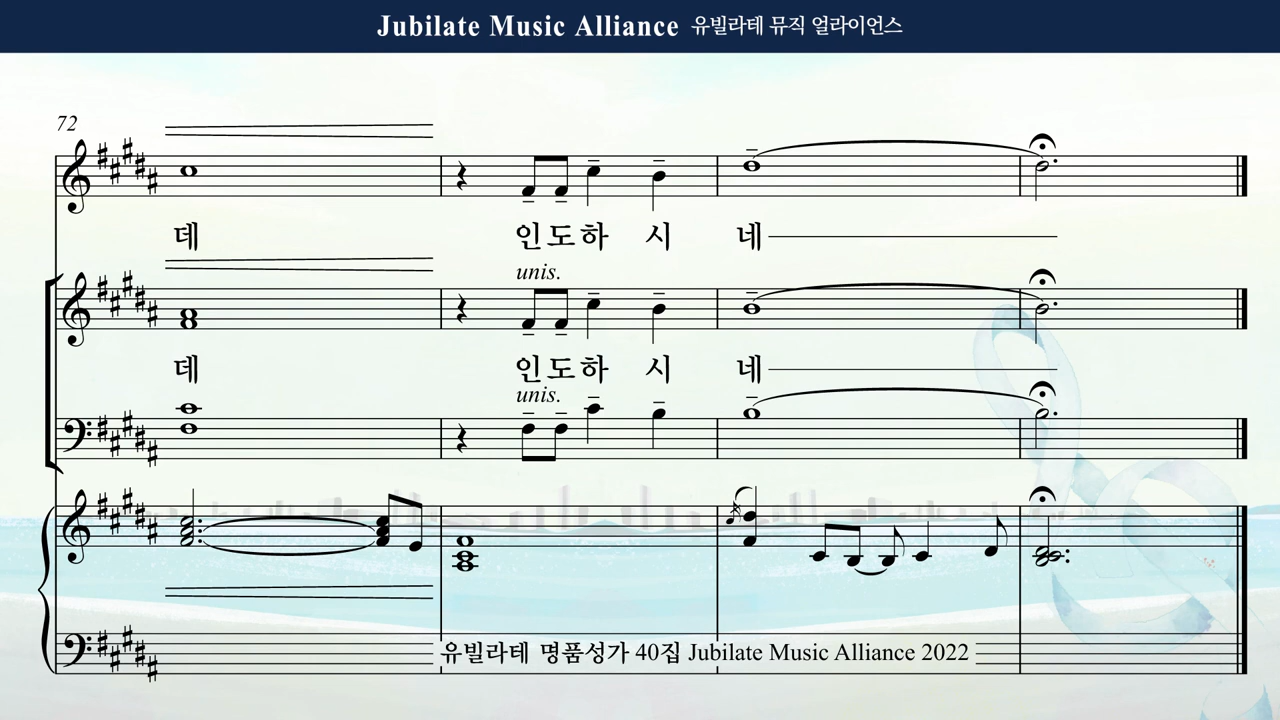 Jubilate Music Alliance 유빌라테 뮤직 얼라이언스
72
데 인도하 시 네
unis.
데 인도하 시 네
unis.
유빌라테 명품성가 40집 Jubilate Music Alliance 2022